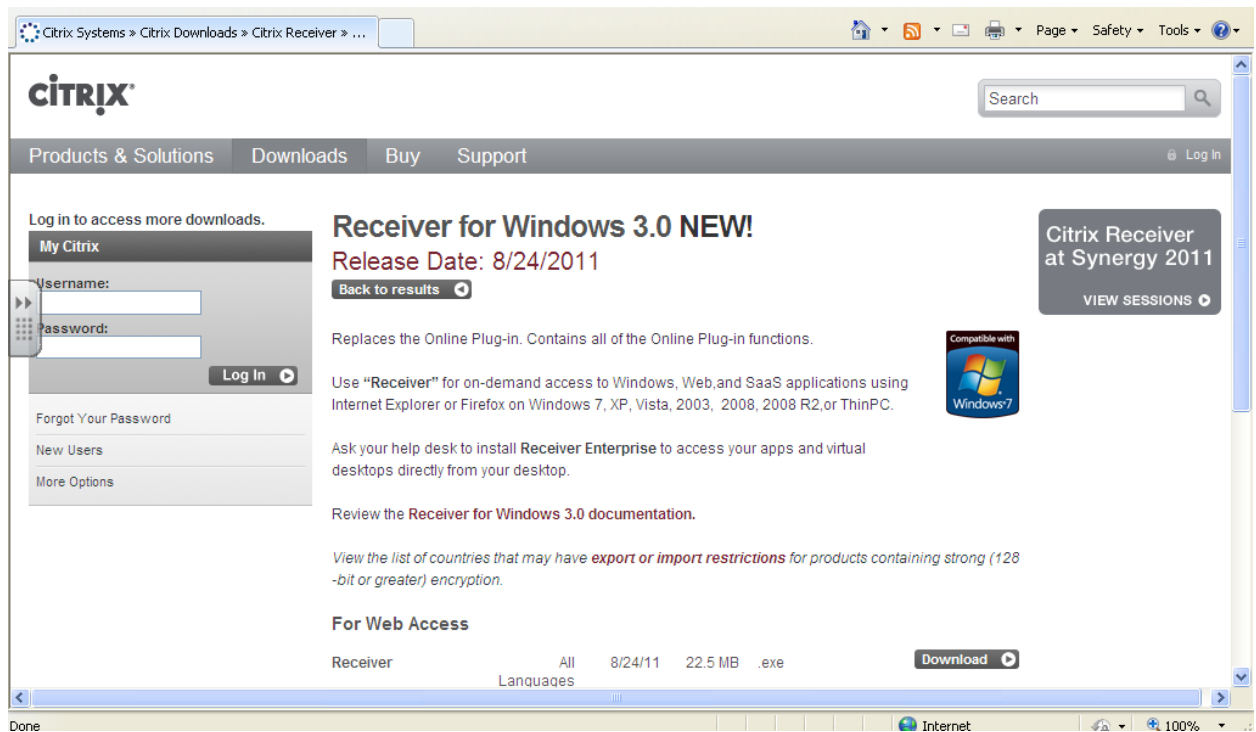 Citrix Systems » Citrix Downloads » Citrix Receiver » ...
Page
Safety
Tools
CİTRIX
Search
Products & Solutions
Downloads
Buy
Support
Log In
Log in to access more downloads.
My Citrix
Username:
Password:
Log In
Forgot Your Password
New Users
More Options
Receiver for Windows 3.0 NEW!
Release Date: 8/24/2011
Back to results
Replaces the Online Plug-in. Contains all of the Online Plug-in functions.
Use “Receiver” for on-demand access to Windows, Web,and SaaS applications using
Internet Explorer or Firefox on Windows 7, XP, Vista, 2003, 2008, 2008 R2,or ThinPC.
Compatible with
Windows 7
Ask your help desk to install Receiver Enterprise to access your apps and virtual
desktops directly from your desktop.
Review the Receiver for Windows 3.0 documentation.
View the list of countries that may have export or import restrictions for products containing strong (128
-bit or greater) encryption.
For Web Access
Receiver All 8/24/11 22.5 MB .exe Download
Languages
Citrix Receiver
at Synergy 2011
VIEW SESSIONS
Done
Internet
100%